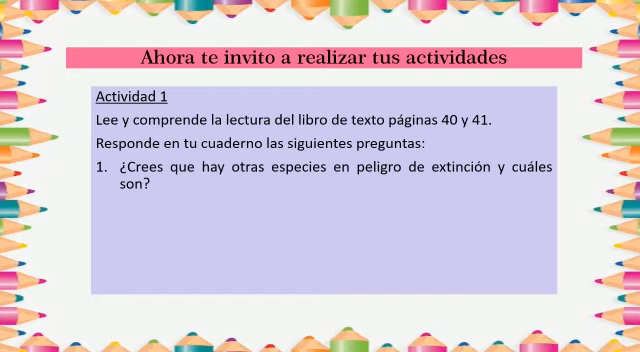 Ahora te invito a realizar tus actividades
Actividad 1
Lee y comprende la lectura del libro de texto páginas 40 y 41.
Responde en tu cuaderno las siguientes preguntas:
1. ¿Crees que hay otras especies en peligro de extinción y cuáles
son?